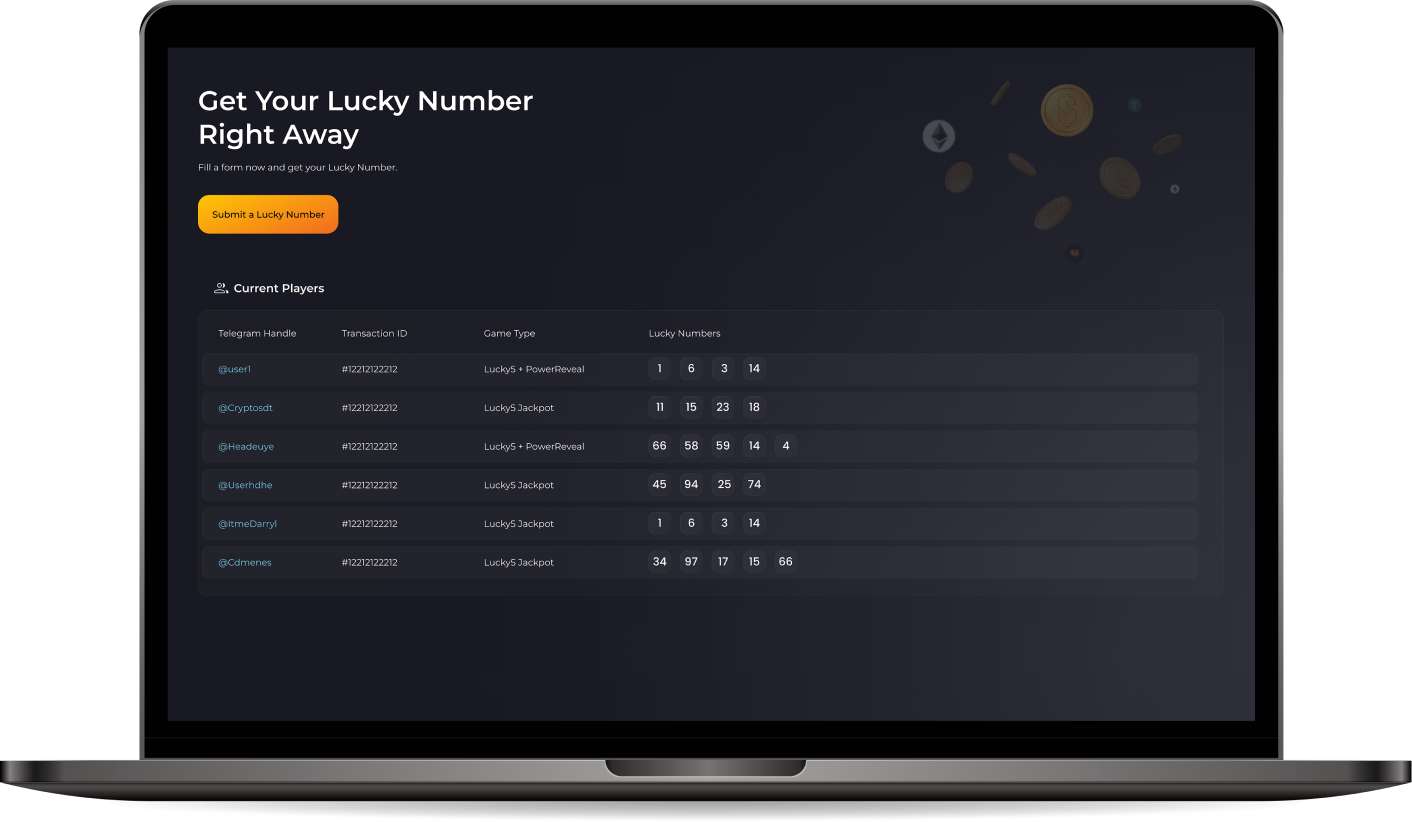 Get Your Lucky Number
Right Away
Fill a form now and get your Lucky Number.
Submit a Lucky Number
Current Players
Telegram Handle Transaction ID Game Type Lucky Numbers
@user1 #12212122212 Lucky5 + PowerReveal 1 6 3 14
@Cryptosdt #12212122212 Lucky5 Jackpot 11 15 23 18
@Headeuye #12212122212 Lucky5 + PowerReveal 66 58 59 14 4
@Userhdhe #12212122212 Lucky5 Jackpot 45 94 25 74
@ItmeDarryl #12212122212 Lucky5 Jackpot 1 6 3 14
@Cdmenes #12212122212 Lucky5 Jackpot 34 97 17 15 66